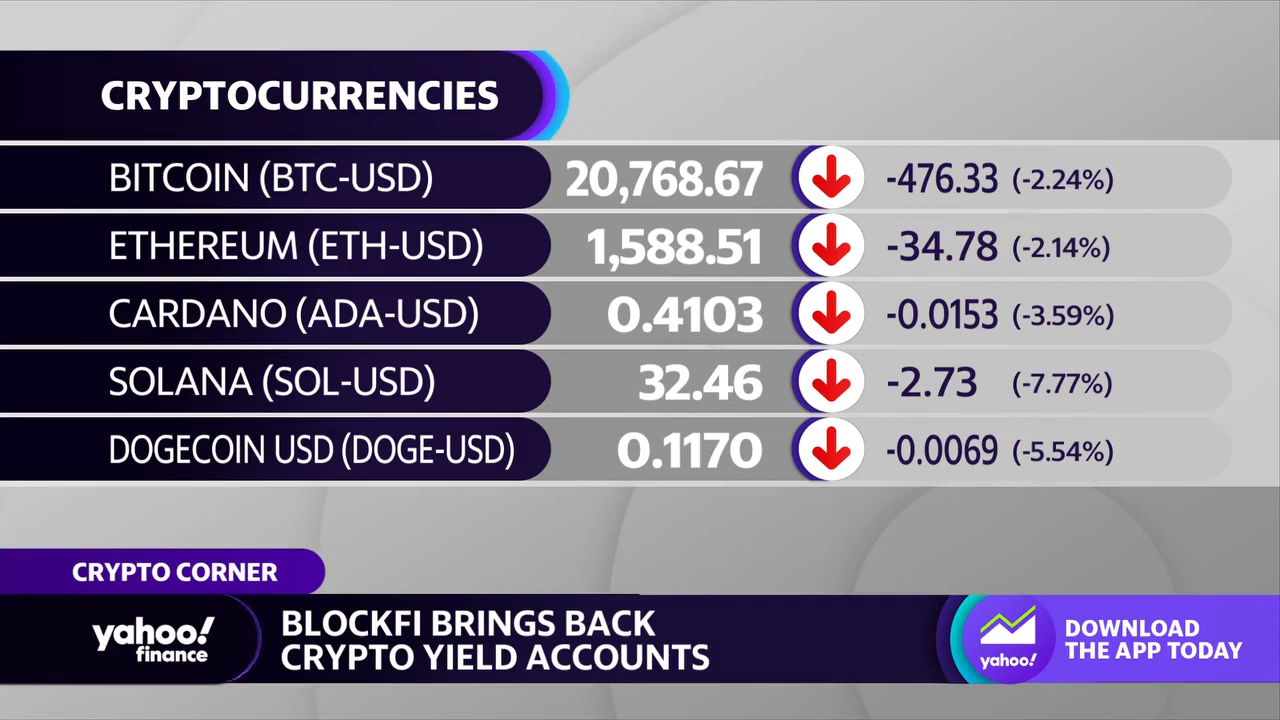 CRYPTOCURRENCIES
BITCOIN (BTC-USD) 20,768.67 -476.33 (-2.24%)
ETHEREUM (ETH-USD) 1,588.51 -34.78 (-2.14%)
CARDANO (ADA-USD) 0.4103 -0.0153 (-3.59%)
SOLANA (SOL-USD) 32.46 -2.73 (-7.77%)
DOGECOIN USD (DOGE-USD) 0.1170 -0.0069 (-5.54%)
CRYPTO CORNER
yahoo!
finance
BLOCKFI BRINGS BACK
CRYPTO YIELD ACCOUNTS
yahoo!
DOWNLOAD
THE APP TODAY